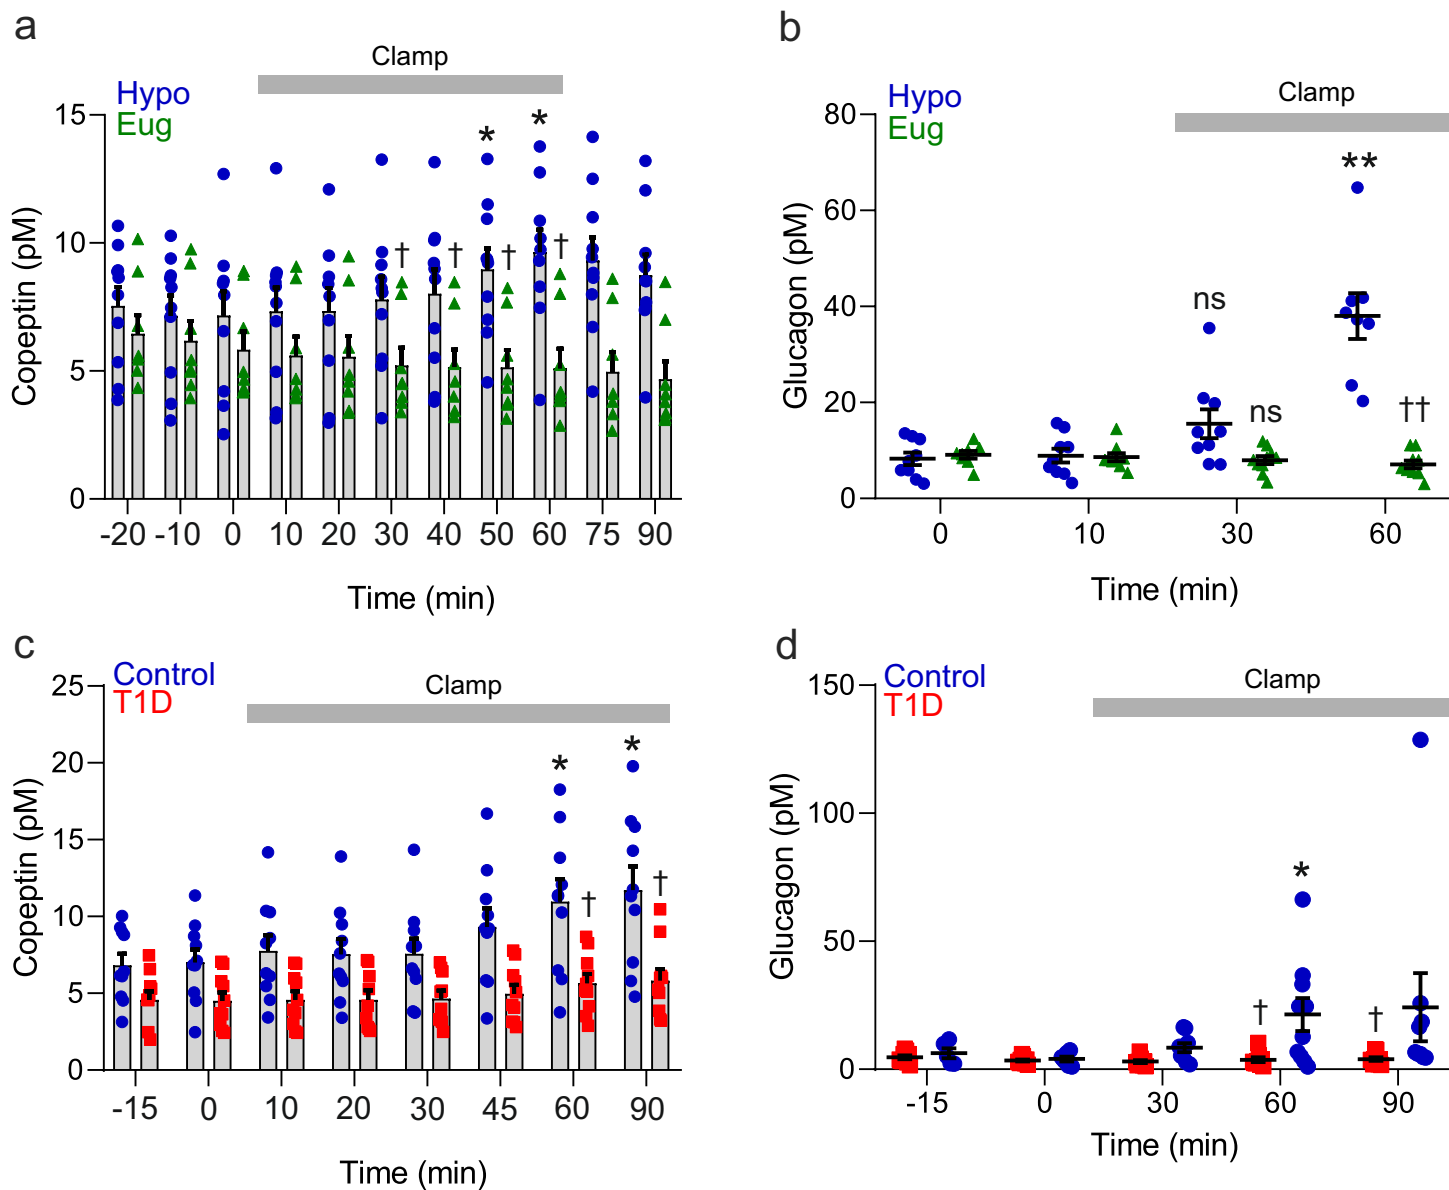 a
Clamp
Hypo
Eug
* *
† † † †
15
10
5
0
Copeptin (pM)
-20 -10 0 10 20 30 40 50 60 75 90
Time (min)
b
Clamp
Hypo
Eug
**
ns
ns
††
80
60
40
20
0
Glucagon (pM)
0 10 30 60
Time (min)
c
Clamp
Control
T1D
* *
† †
25
20
15
10
5
0
Copeptin (pM)
-15 0 10 20 30 45 60 90
Time (min)
d
Clamp
Control
T1D
*
† †
150
100
50
0
Glucagon (pM)
-15 0 30 60 90
Time (min)